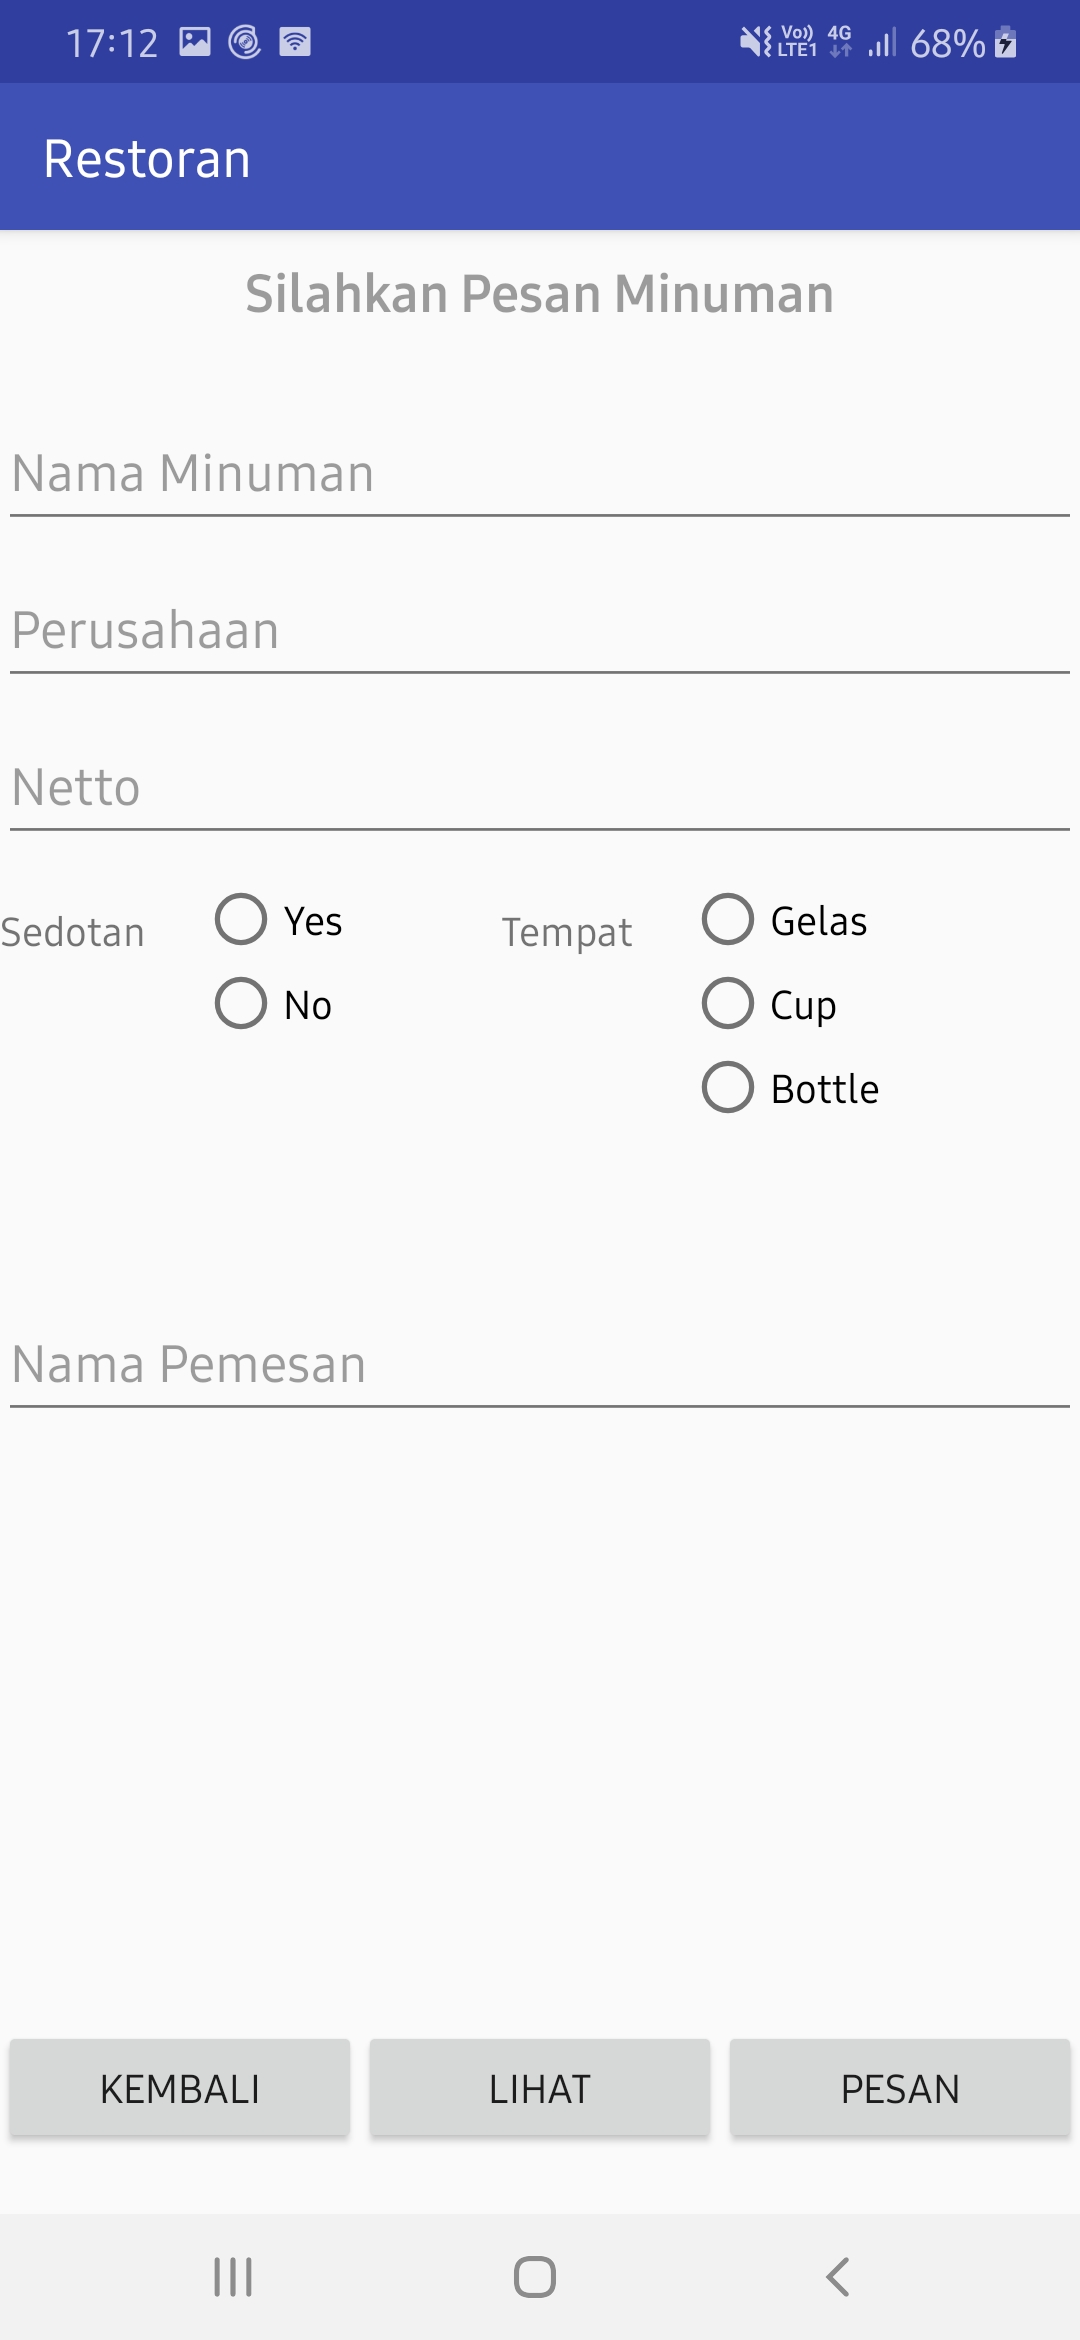 17:12 Vo)) LTE1 4G 68%
Restoran
Silahkan Pesan Minuman
Nama Minuman
Perusahaan
Netto
Sedotan Yes Tempat Gelas
No Cup
Bottle
Nama Pemesan
KEMBALI LIHAT PESAN